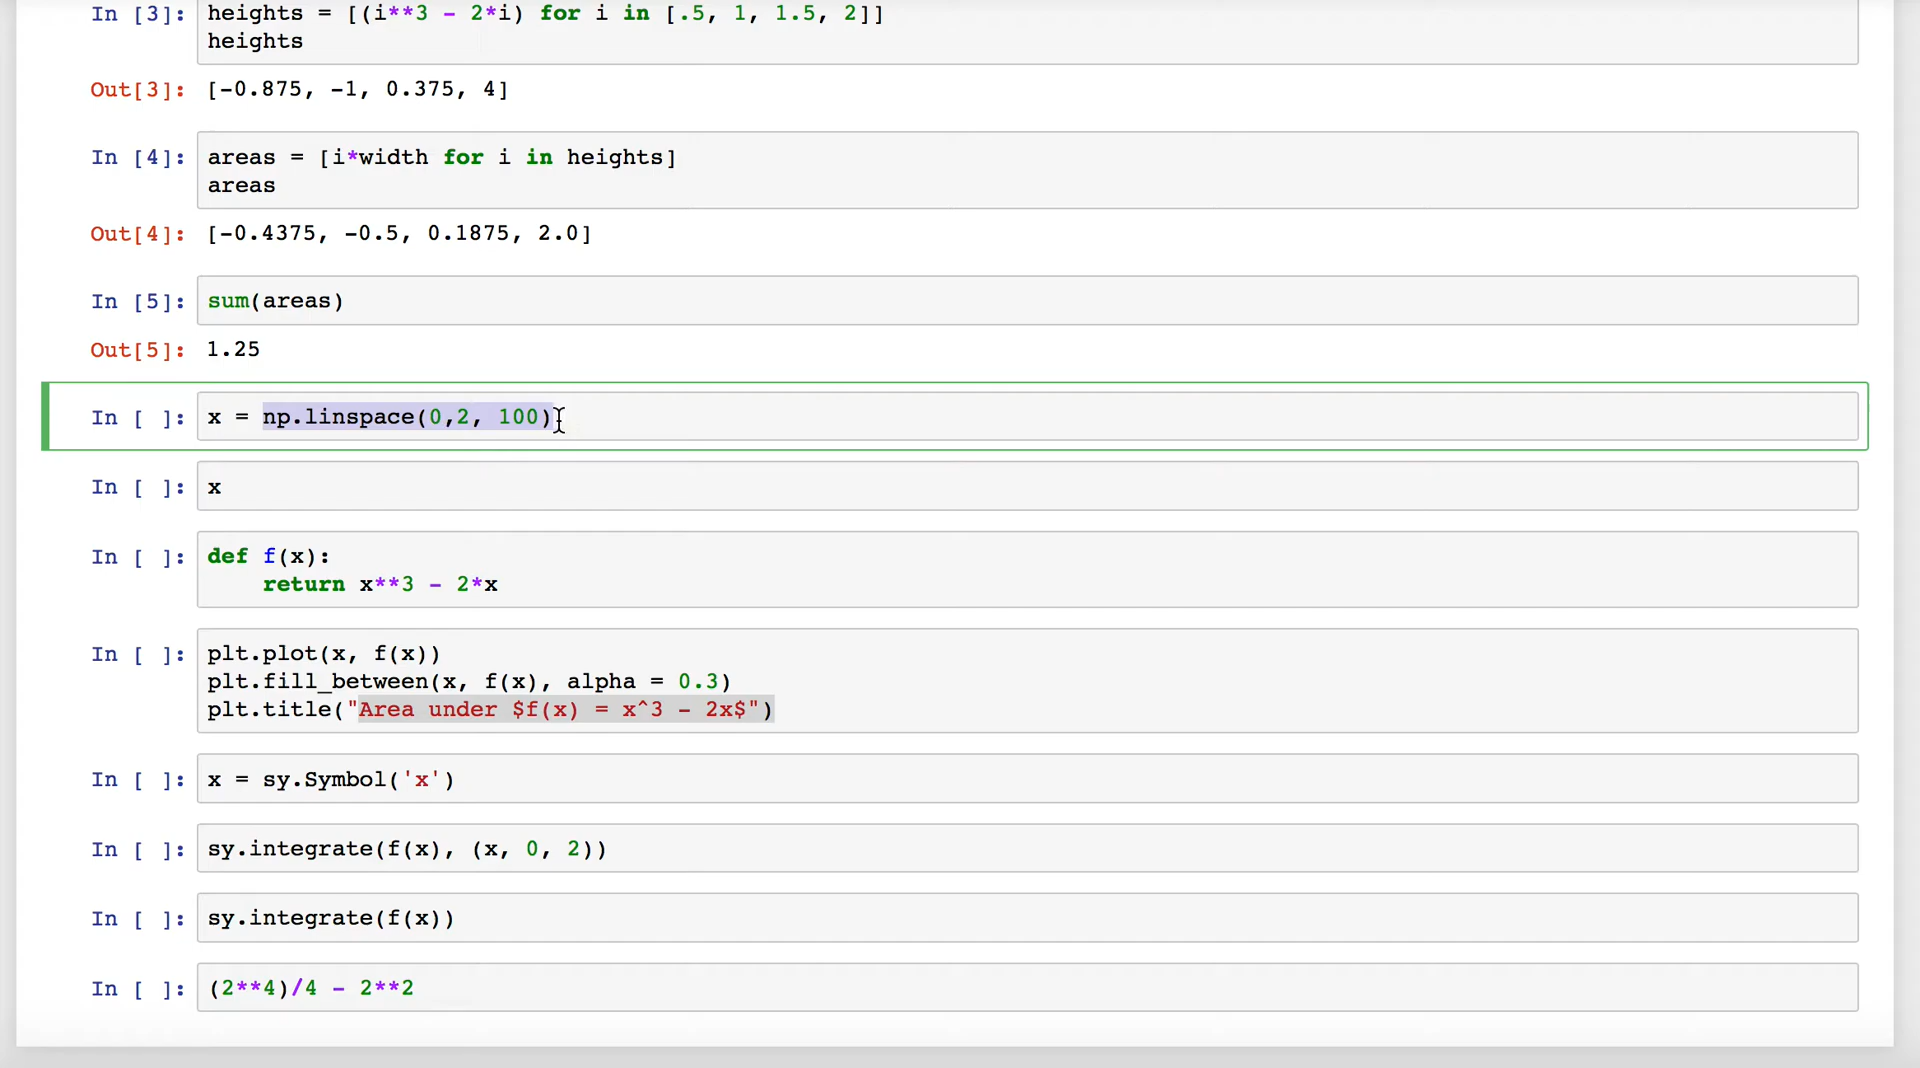 In [3]: heights = [(i**3 - 2*i) for i in [.5, 1, 1.5, 2]]
heights
Out[3]: [-0.875, -1, 0.375, 4]
In [4]: areas = [i*width for i in heights]
areas
Out[4]: [-0.4375, -0.5, 0.1875, 2.0]
In [5]: sum(areas)
Out[5]: 1.25
In [ ]: x = np.linspace(0,2, 100)
In [ ]: x
In [ ]: def f(x):
return x**3 - 2*x
In [ ]: plt.plot(x, f(x))
plt.fill_between(x, f(x), alpha = 0.3)
plt.title("Area under $f(x) = x^3 - 2x$")
In [ ]: x = sy.Symbol('x')
In [ ]: sy.integrate(f(x), (x, 0, 2))
In [ ]: sy.integrate(f(x))
In [ ]: (2**4)/4 - 2**2